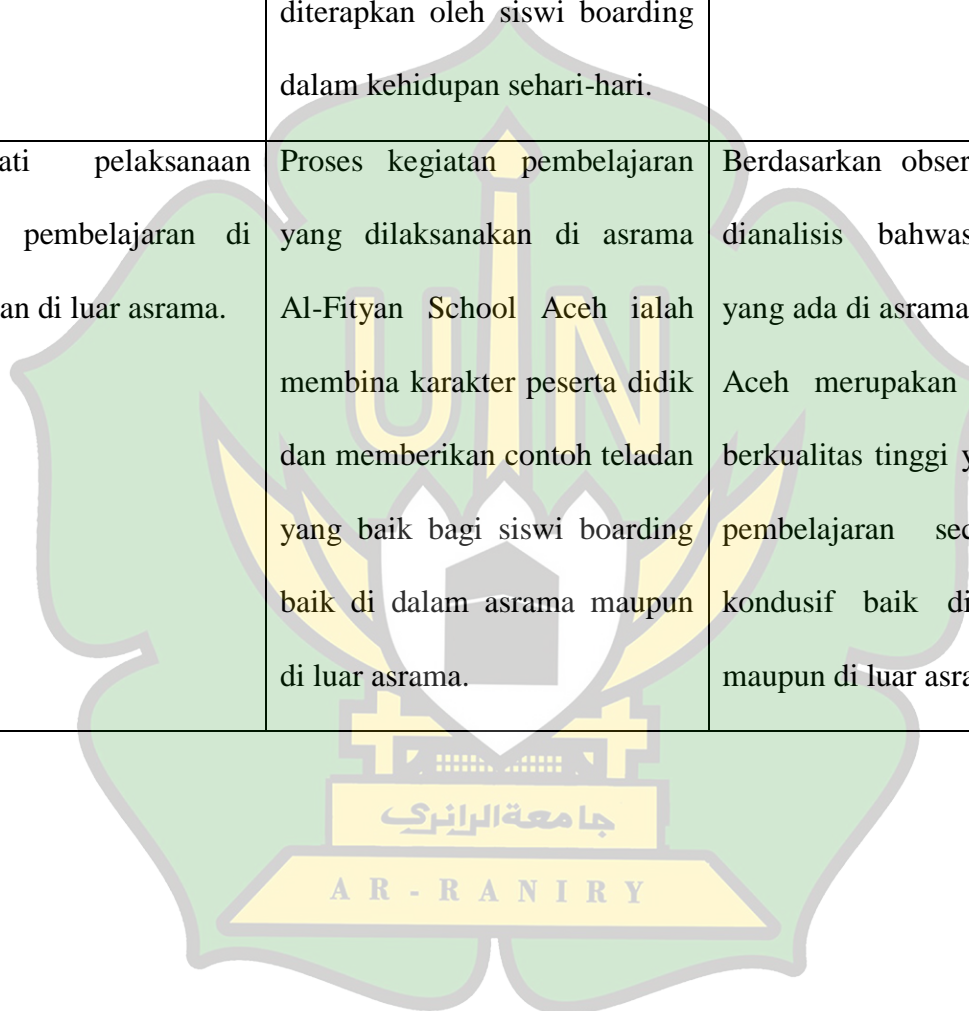 diterapkan oleh siswi boarding
dalam kehidupan sehari-hari.
ati pelaksanaan
pembelajaran di
an di luar asrama.
Proses kegiatan pembelajaran
yang dilaksanakan di asrama
Al-Fityan School Aceh ialah
membina karakter peserta didik
dan memberikan contoh teladan
yang baik bagi siswi boarding
baik di dalam asrama maupun
di luar asrama.
Berdasarkan obser
dianalisis bahwas
yang ada di asrama
Aceh merupakan
berkualitas tinggi y
pembelajaran sec
kondusif baik di
maupun di luar asra
UIN
جامعة الرانري
AR-RANIRY